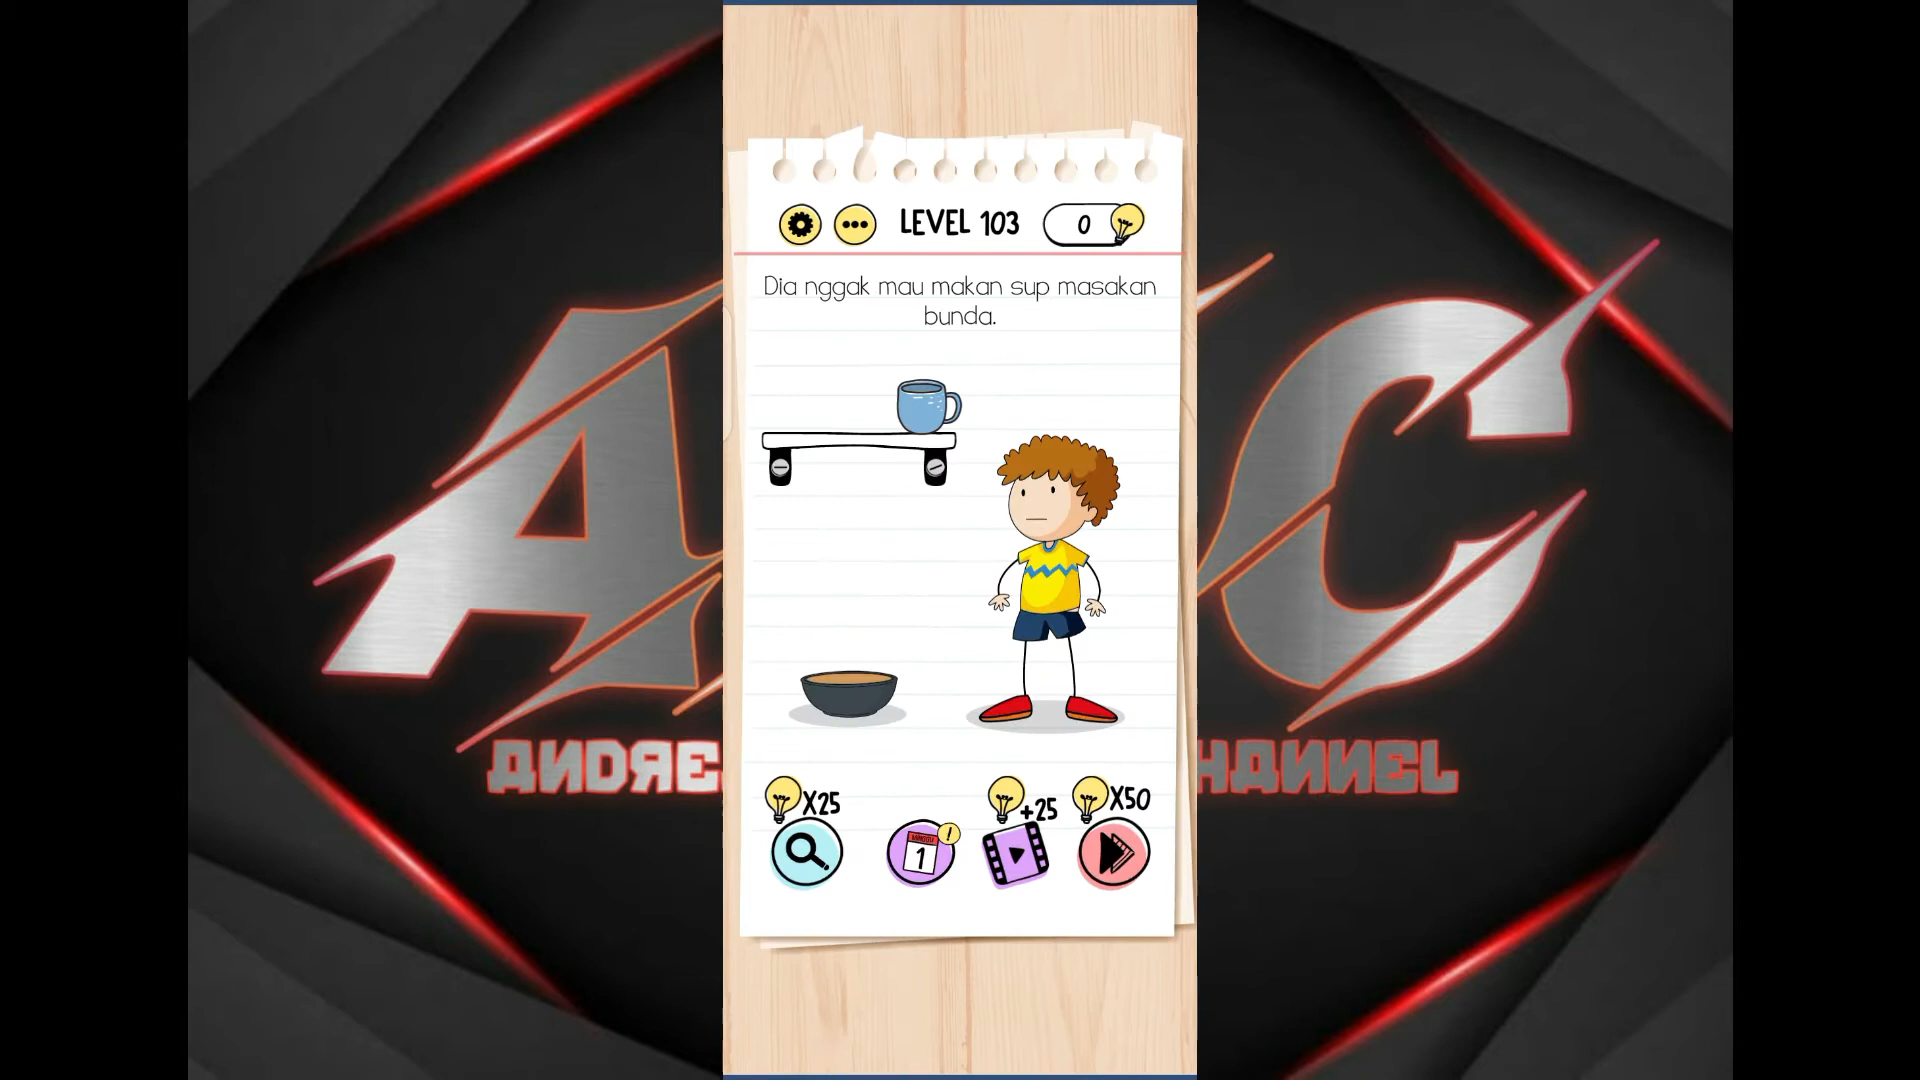 LEVEL 103
0
Dia nggak mau makan sup masakan
bunda.
X25
+25
X50
1
!